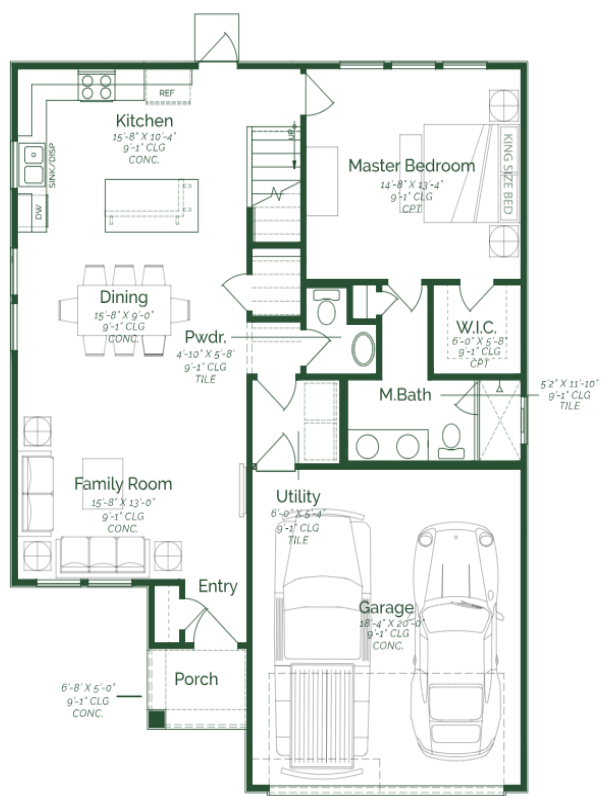 REF
Kitchen
15'-8" X 10'-4"
9'-1" CLG
CONC.
UP
SINK/DISP
DW
Master Bedroom
14'-8" X 13'-4"
9'-1" CLG
CPT.
KING SIZE BED
Dining
15'-8" X 9'-0"
9'-1" CLG
CONC.
Pwdr.
4'-10" X 5'-8'
9'-1" CLG
TILE
W.I.C.
6'-0" X 5'-8"
9'-1" CLG
CPT
M.Bath
5'2" X 11'-10"
9'-1" CLG
TILE
Family Room
15'-8" X 13'-0"
9'-1" CLG
CONC.
Utility
6'-0" X 5'-4"
9'-1" CLG
TILE
Entry
Garage
18'-4" X 20'-0"
9'-1" CLG
CONC.
Porch
6'-8' X 5'-0"
9'-1" CLG
CONC.